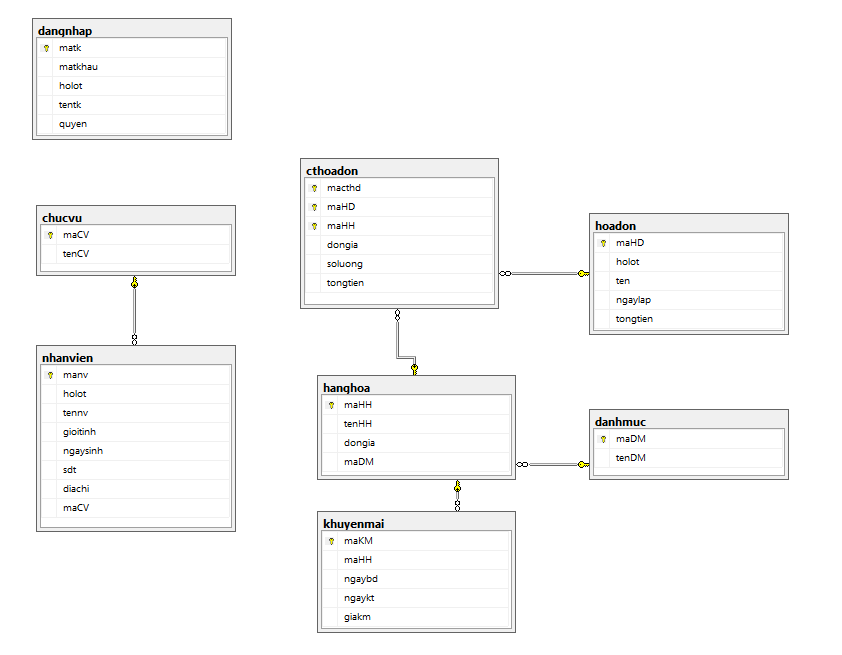 dangnhap
matk
matkhau
holot
tentk
quyen
chucvu
maCV
tenCV
nhanvien
manv
holot
tennv
gioitinh
ngaysinh
sdt
diachi
maCV
cthoadon
macthd
maHD
maHH
dongia
soluong
tongtien
hoadon
maHD
holot
ten
ngaylap
tongtien
hanghoa
maHH
tenHH
dongia
maDM
danhmuc
maDM
tenDM
khuyenmai
maKM
maHH
ngaybd
ngaykt
giakm